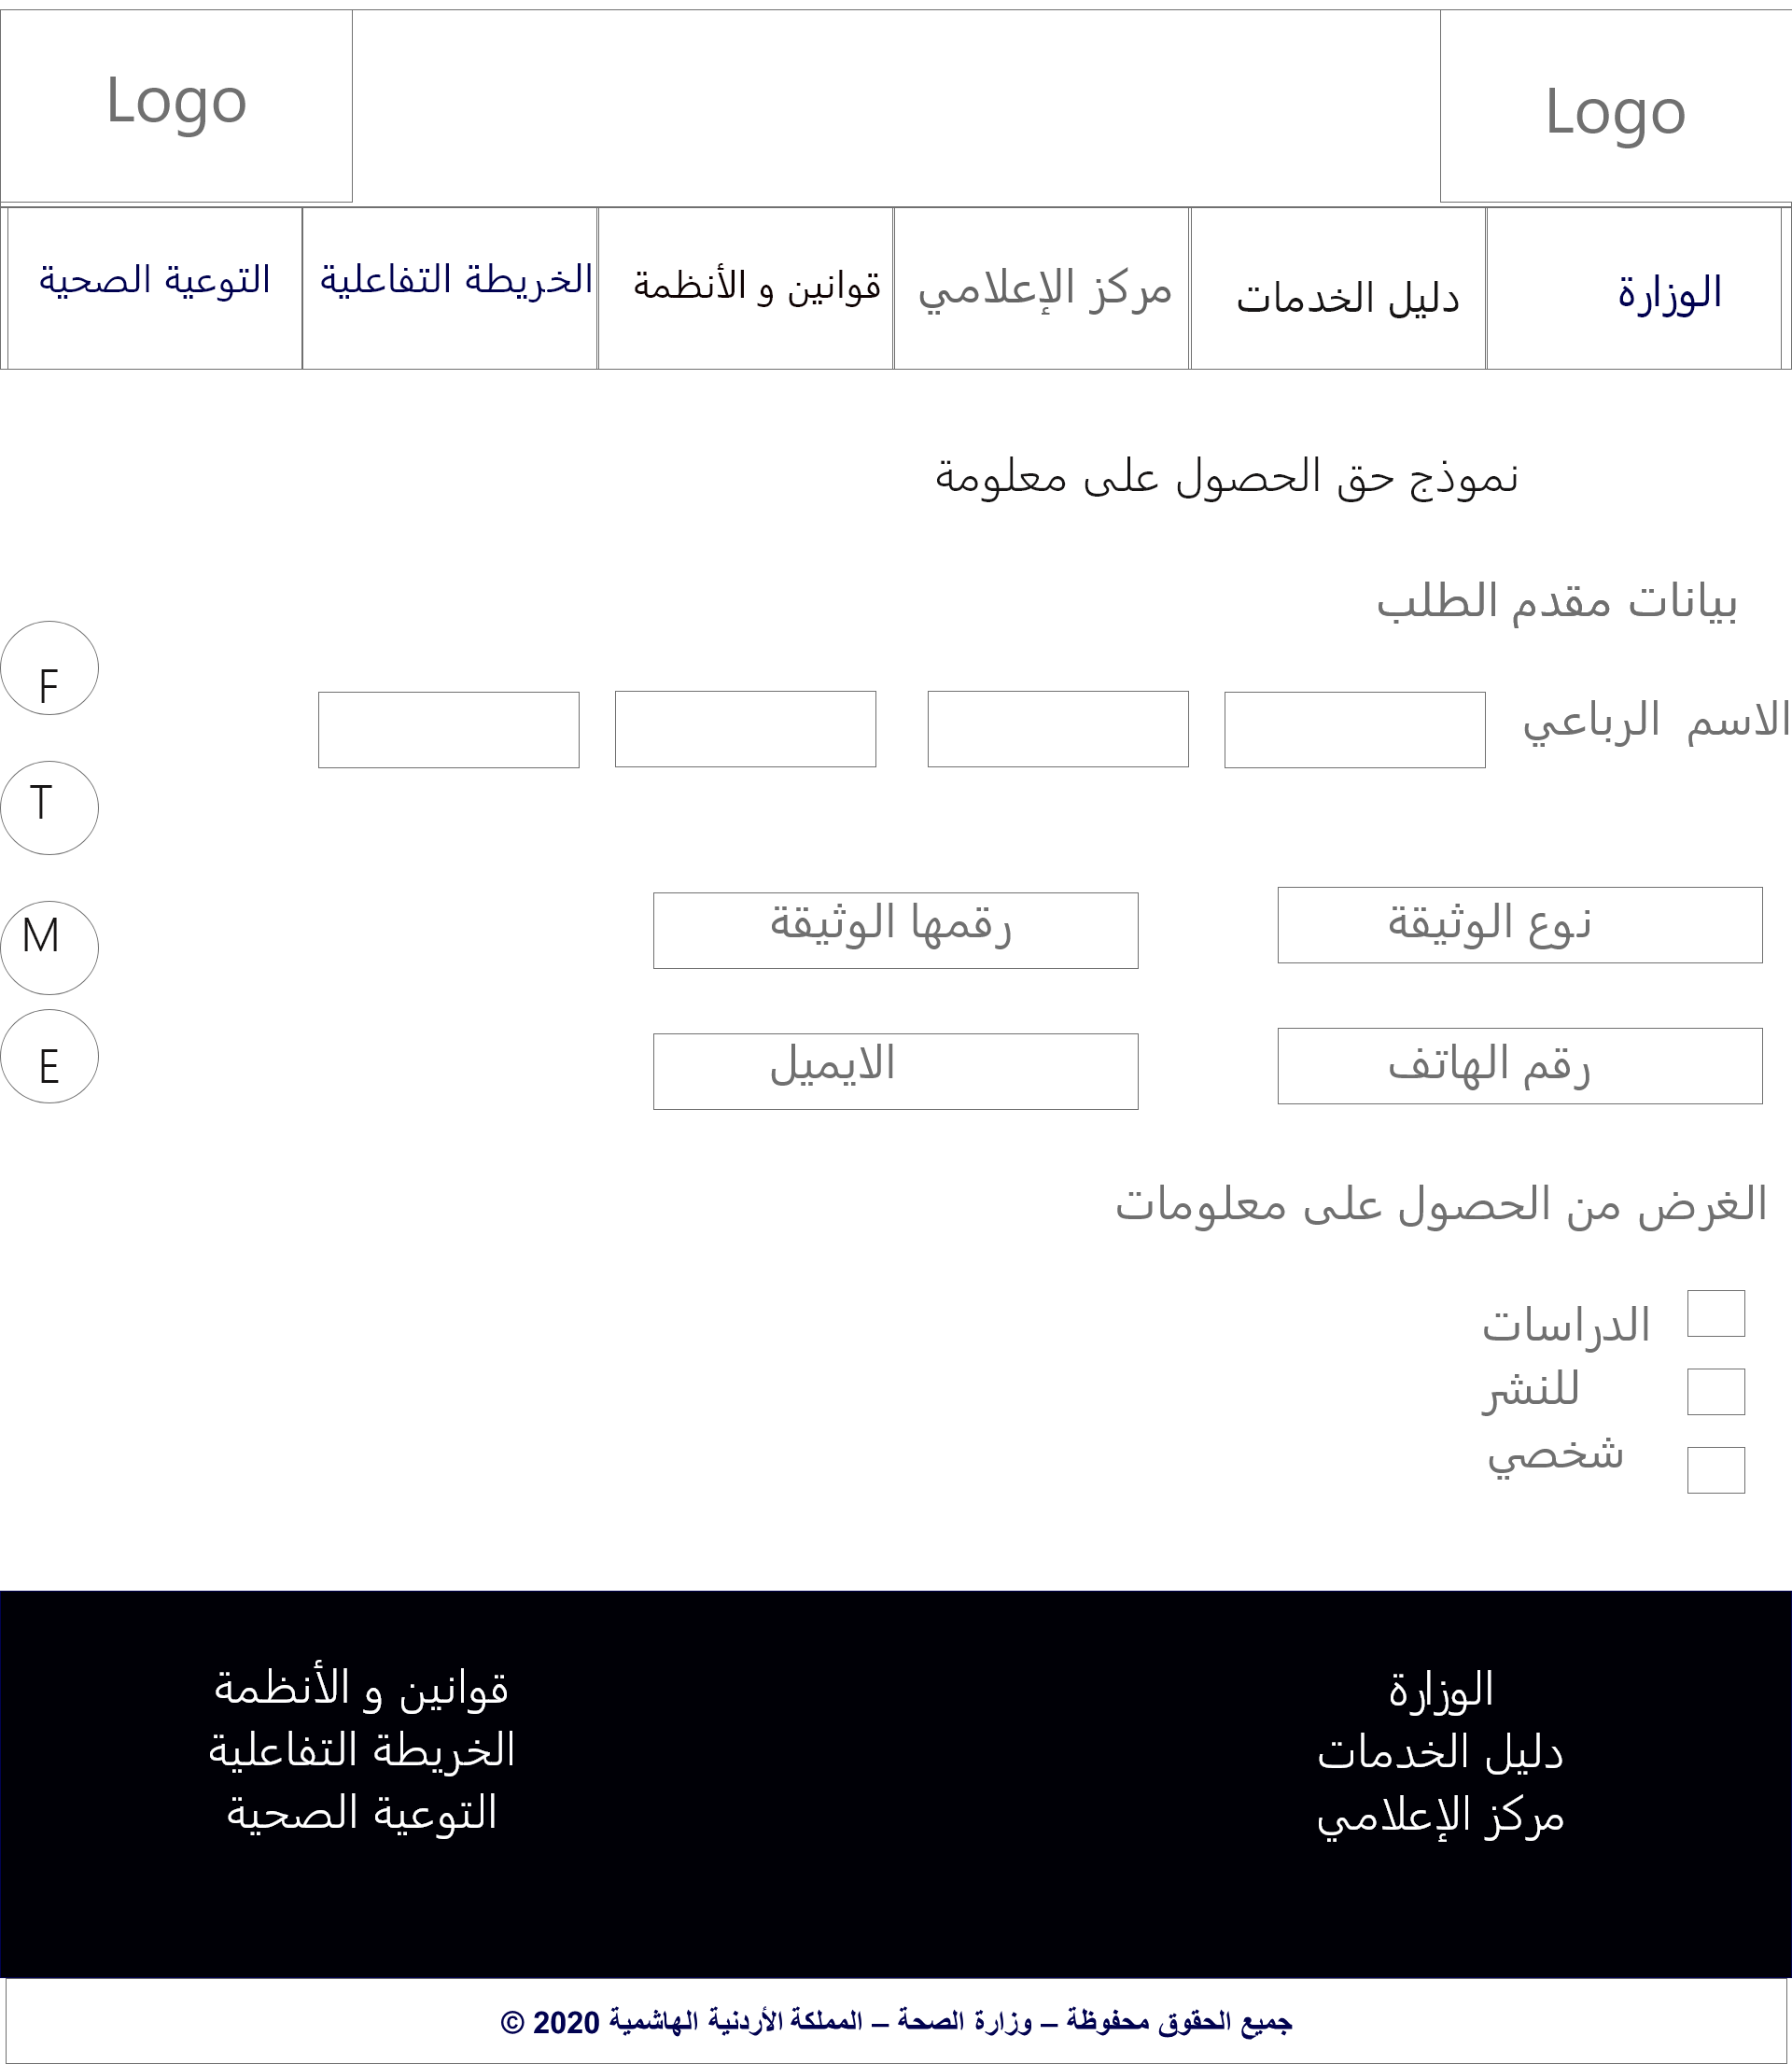 Logo
Logo
الوزارة
دليل الخدمات
مركز الإعلامي
قوانين و الأنظمة
الخريطة التفاعلية
التوعية الصحية
نموذج حق الحصول على معلومة
بيانات مقدم الطلب
الاسم الرباعي
نوع الوثيقة
رقمها الوثيقة
رقم الهاتف
الايميل
F
T
M
E
الغرض من الحصول على معلومات
الدراسات
للنشر
شخصي
الوزارة
دليل الخدمات
مركز الإعلامي
قوانين و الأنظمة
الخريطة التفاعلية
التوعية الصحية
جميع الحقوق محفوظة – وزارة الصحة – المملكة الأردنية الهاشمية 2020 ©